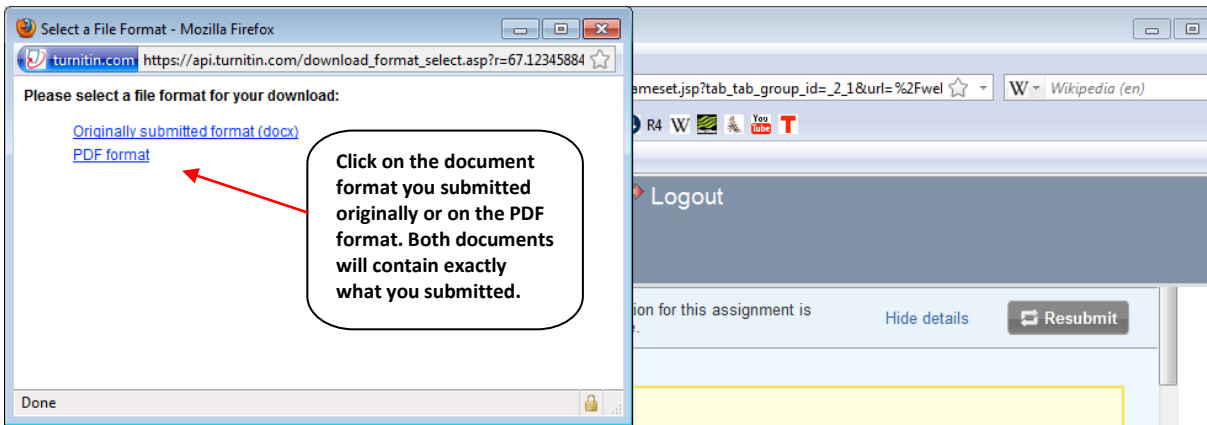 Select a File Format - Mozilla Firefox
turnitin.com https://api.turnitin.com/download_format_select.asp?r=67.12345884
Please select a file format for your download:
Originally submitted format (docx)
PDF format
Click on the document
format you submitted
originally or on the PDF
format. Both documents
will contain exactly
what you submitted.
Done
ameset.jsp?tab_tab_group_id=_2_1&url=%2Fwel
W Wikipedia (en)
R4 W You Tube T
Logout
ion for this assignment is
Hide details
Resubmit